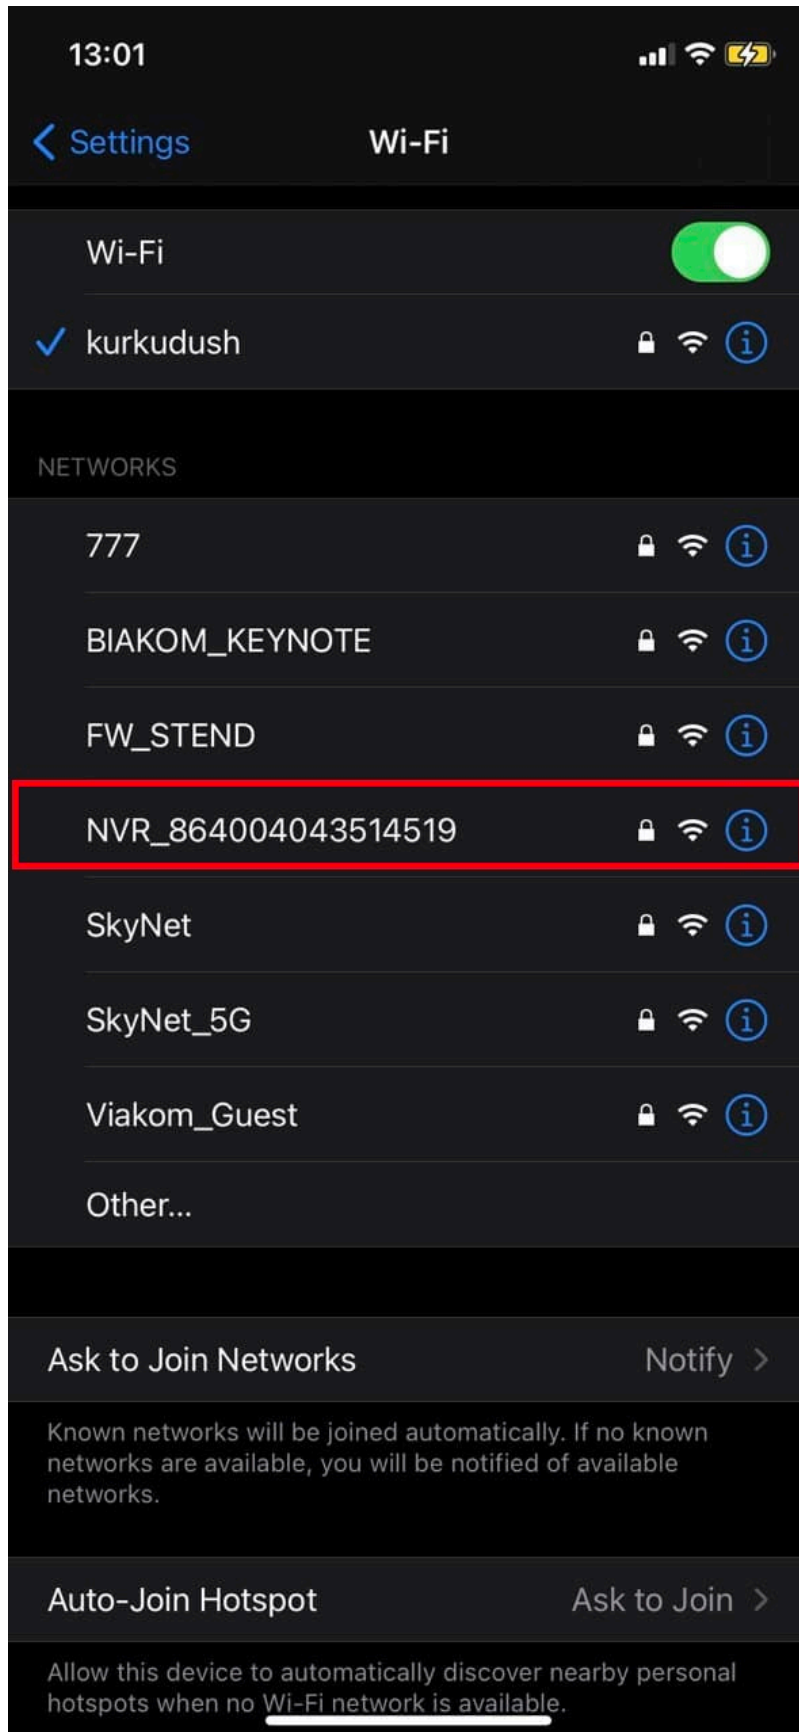 13:01
Settings
Wi-Fi
Wi-Fi
kurkudush
NETWORKS
777
BIAKOM_KEYNOTE
FW_STEND
NVR_864004043514519
SkyNet
SkyNet_5G
Viakom_Guest
Other...
Ask to Join Networks Notify
Known networks will be joined automatically. If no known
networks are available, you will be notified of available
networks.
Auto-Join Hotspot Ask to Join
Allow this device to automatically discover nearby personal
hotspots when no Wi-Fi network is available.